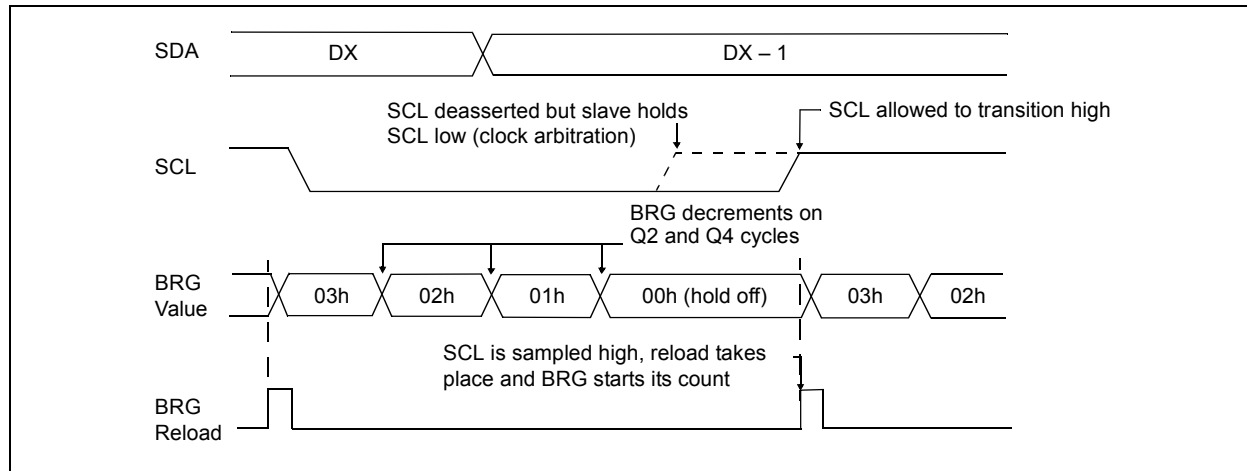 SDA
DX
DX – 1
SCL deasserted but slave holds
SCL low (clock arbitration)
SCL allowed to transition high
SCL
BRG decrements on
Q2 and Q4 cycles
BRG
Value
03h
02h
01h
00h (hold off)
03h
02h
SCL is sampled high, reload takes
place and BRG starts its count
BRG
Reload